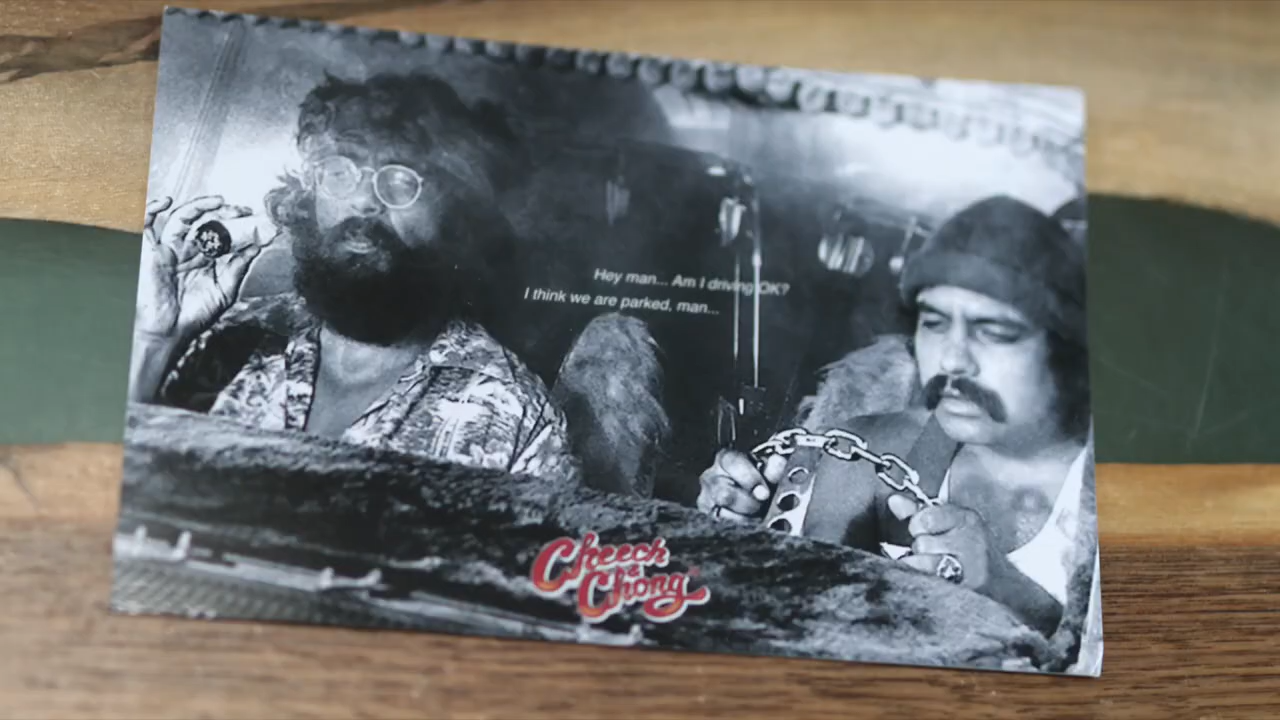 Hey man... Am I driving OK?
I think we are parked, man...
Cheech
&
Chong